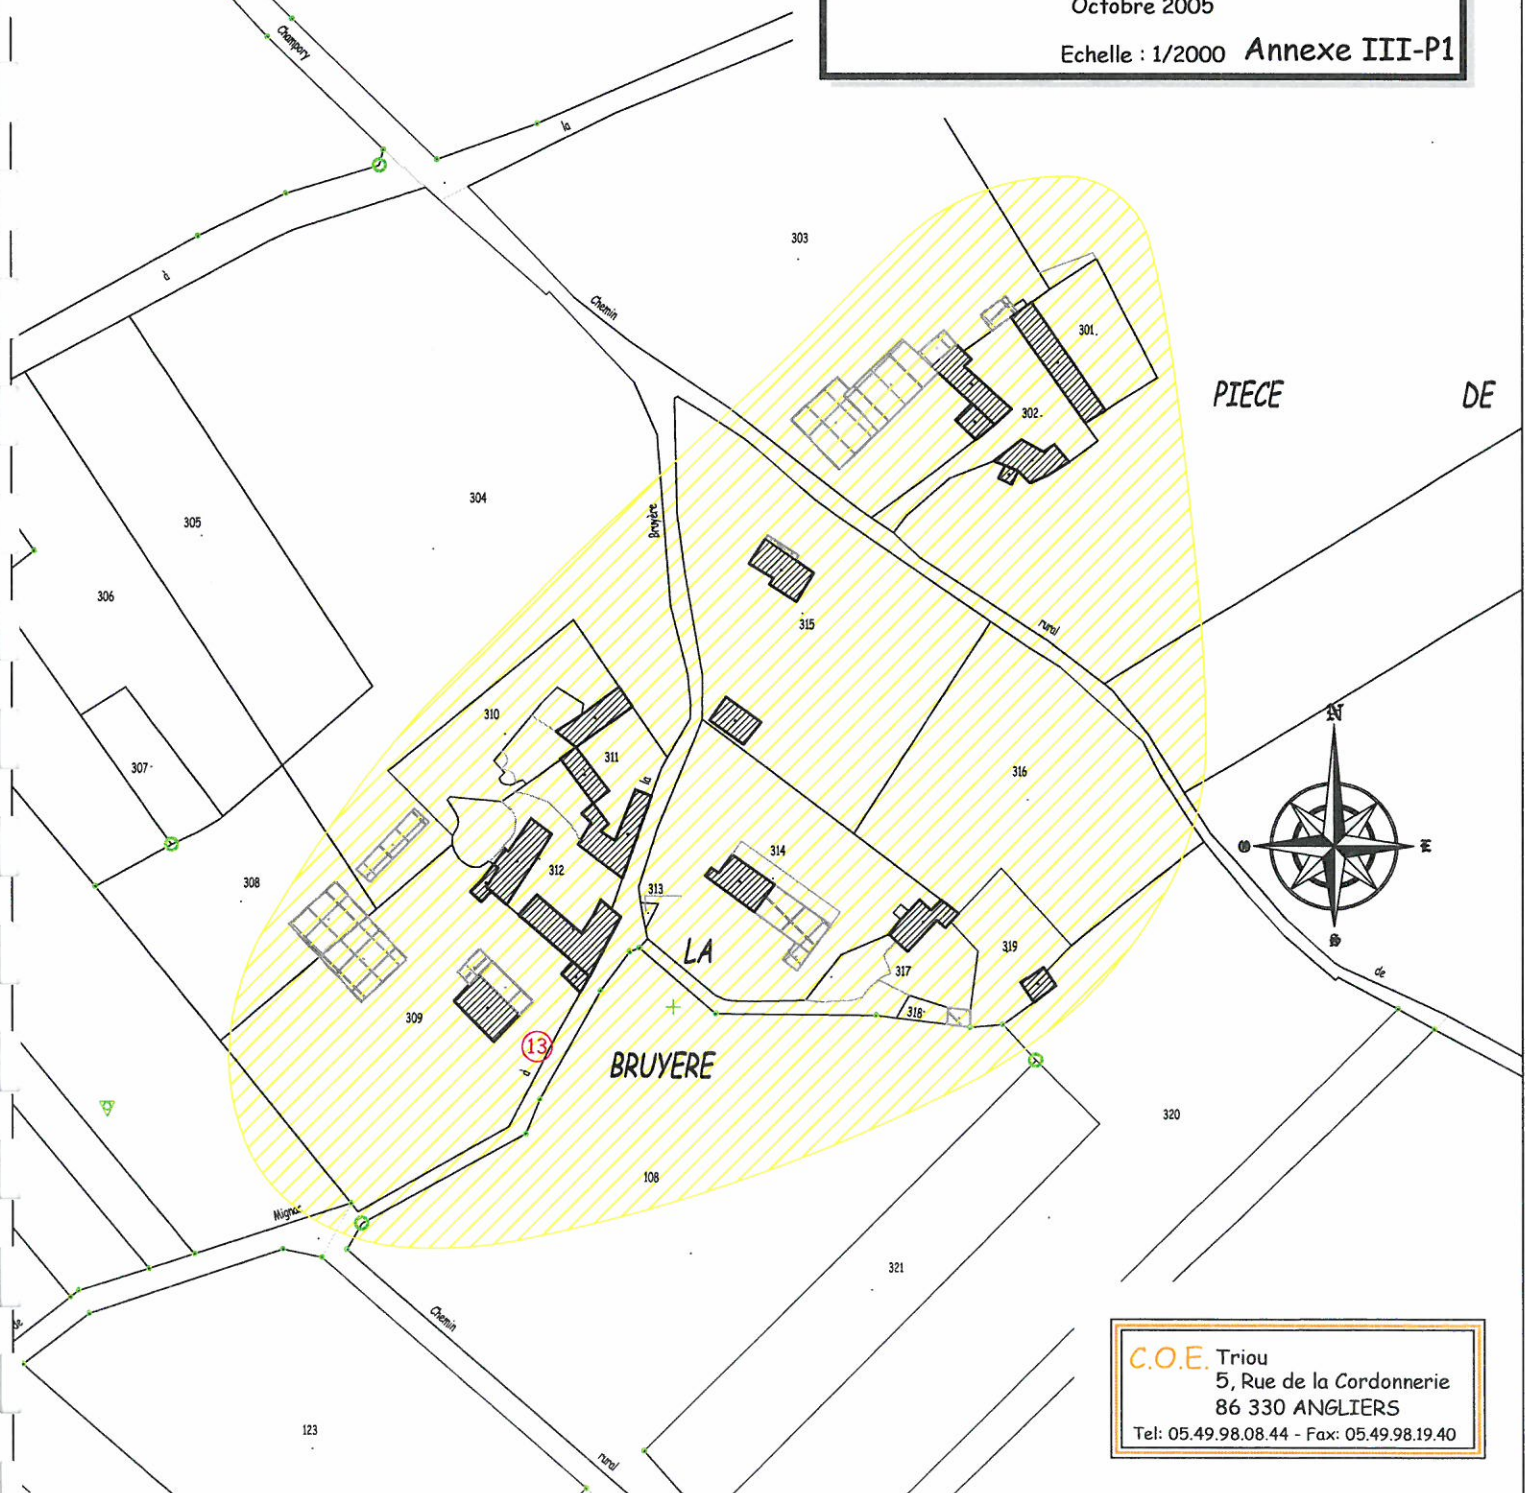 Octobre 2005
Echelle : 1/2000 Annexe III-P1
Champory
la
à
303
Chemin
301
PIECE DE
302
304
305
Bruyère
306
315
rural
310
N
311
307
316
la
O E
314
312
308
313
S
LA
319
de
317
318
309
13
BRUYERE
à
320
108
Mignac
321
Chemin
de
C.O.E. Triou
5, Rue de la Cordonnerie
86 330 ANGLIERS
Tel: 05.49.98.08.44 - Fax: 05.49.98.19.40
123
rural